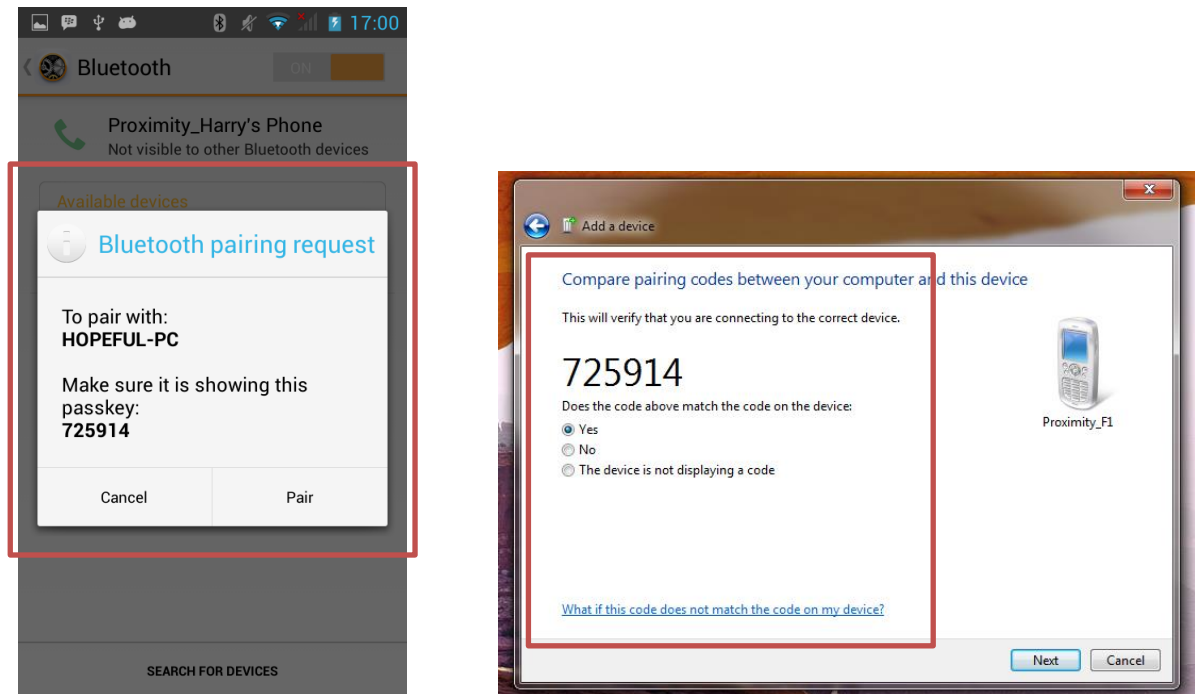 17:00
Bluetooth
ON
Proximity_Harry's Phone
Not visible to other Bluetooth devices
Available devices
Bluetooth pairing request
To pair with:
HOPEFUL-PC
Make sure it is showing this
passkey:
725914
Cancel
Pair
SEARCH FOR DEVICES
Add a device
Compare pairing codes between your computer and this device
This will verify that you are connecting to the correct device.
725914
Does the code above match the code on the device:
Yes
No
The device is not displaying a code
Proximity_F1
What if this code does not match the code on my device?
Next
Cancel